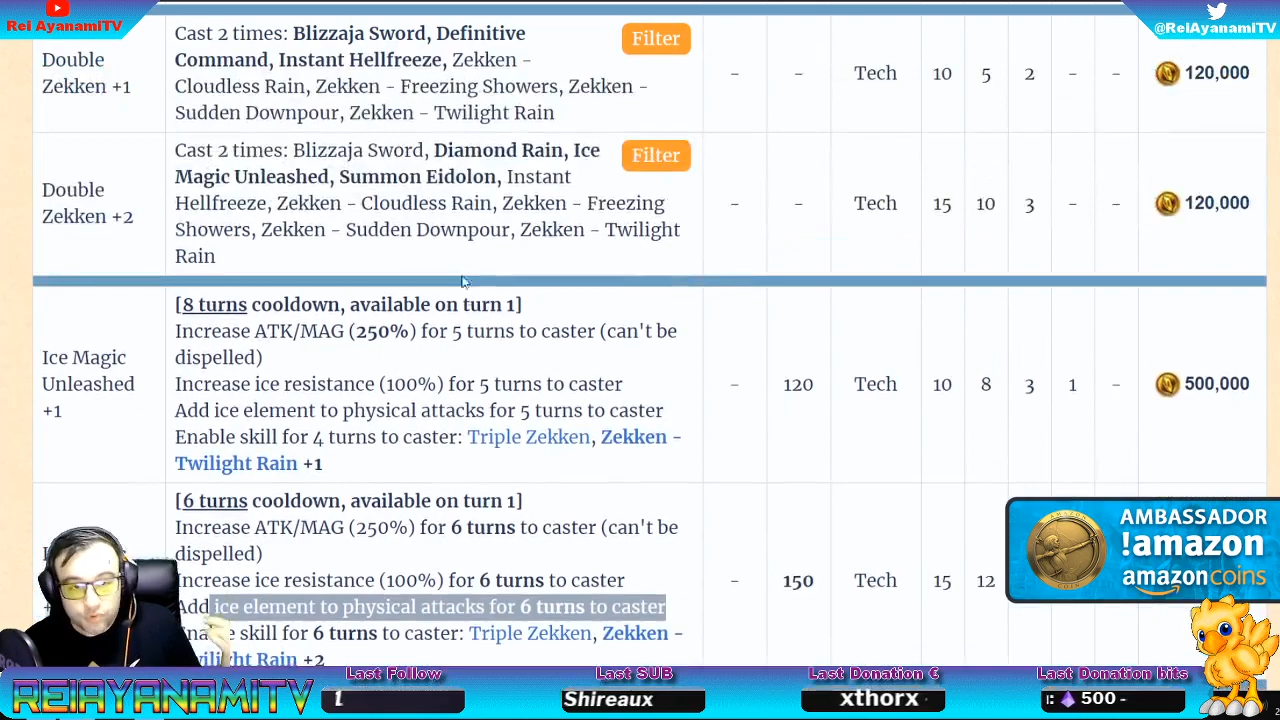 Rei AyanamiTV
@ReiAyanamiTV
Double
Zekken +1
Cast 2 times: Blizzaja Sword, Definitive
Command, Instant Hellfreeze, Zekken -
Cloudless Rain, Zekken - Freezing Showers, Zekken -
Sudden Downpour, Zekken - Twilight Rain
Filter
- - Tech 10 5 2 - - 120,000
Double
Zekken +2
Cast 2 times: Blizzaja Sword, Diamond Rain, Ice
Magic Unleashed, Summon Eidolon, Instant
Hellfreeze, Zekken - Cloudless Rain, Zekken - Freezing
Showers, Zekken - Sudden Downpour, Zekken - Twilight
Rain
Filter
- - Tech 15 10 3 - - 120,000
Ice Magic
Unleashed
+1
[8 turns cooldown, available on turn 1]
Increase ATK/MAG (250%) for 5 turns to caster (can't be
dispelled)
Increase ice resistance (100%) for 5 turns to caster
Add ice element to physical attacks for 5 turns to caster
Enable skill for 4 turns to caster: Triple Zekken, Zekken -
Twilight Rain +1
- 120 Tech 10 8 3 1 - 500,000
[6 turns cooldown, available on turn 1]
Increase ATK/MAG (250%) for 6 turns to caster (can't be
dispelled)
Increase ice resistance (100%) for 6 turns to caster
Add ice element to physical attacks for 6 turns to caster
skill for 6 turns to caster: Triple Zekken, Zekken -
Rain +2
- 150 Tech 15 12
AMBASSADOR
!amazon
amazoncoins
REIAYANAMITV
Last Follow
l
Last SUB
Shireaux
Last Donation €
xthorx
Last Donation bits
: 500 -